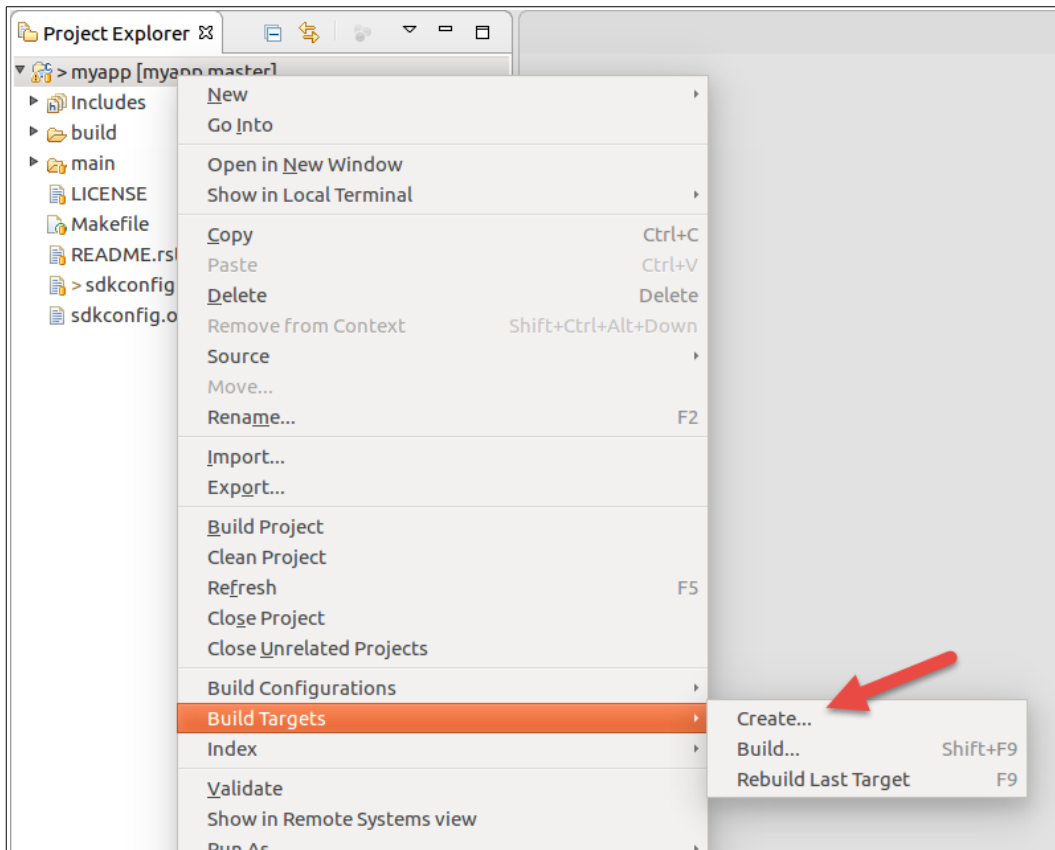 Project Explorer
> myapp [myapp master]
Includes
build
main
LICENSE
Makefile
README.rst
> sdkconfig
sdkconfig.o
New
Go Into
Open in New Window
Show in Local Terminal
Copy Ctrl+C
Paste Ctrl+V
Delete Delete
Remove from Context Shift+Ctrl+Alt+Down
Source
Move...
Rename... F2
Import...
Export...
Build Project
Clean Project
Refresh F5
Close Project
Close Unrelated Projects
Build Configurations
Build Targets
Index
Validate
Show in Remote Systems view
Run As
Create...
Build... Shift+F9
Rebuild Last Target F9